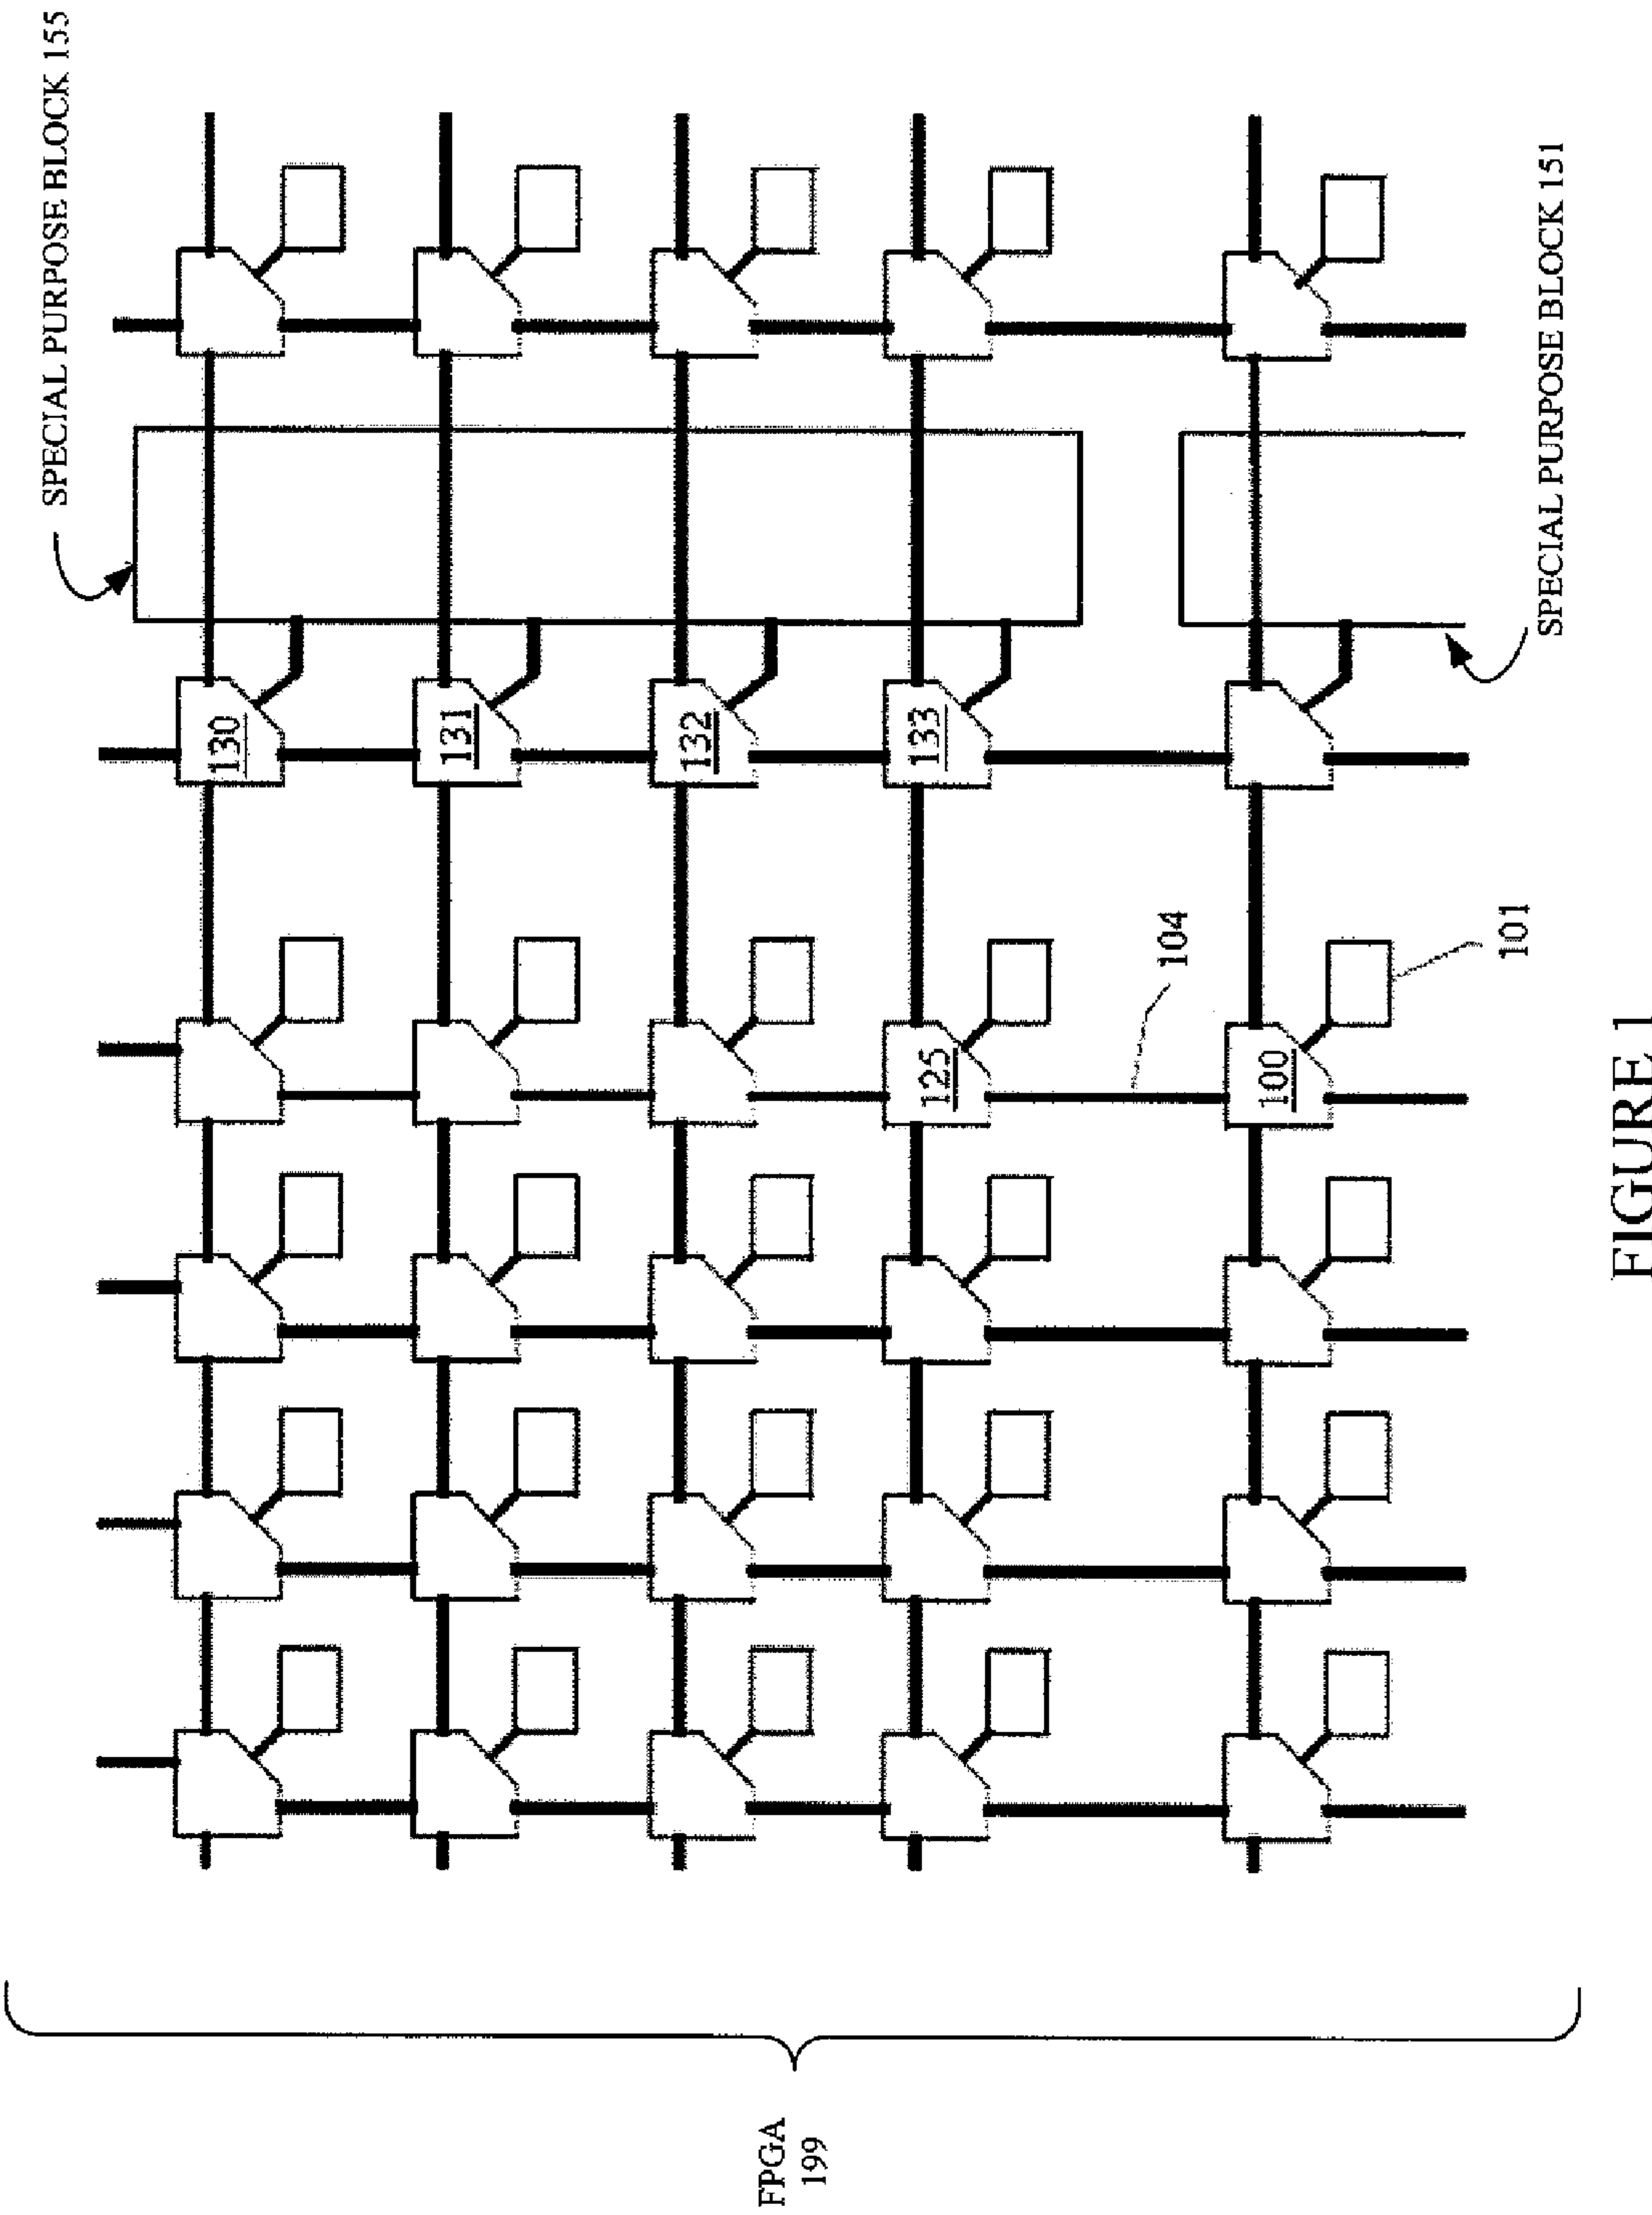 SPECIAL PURPOSE BLOCK 155
130
131
132
133
SPECIAL PURPOSE BLOCK 151
125
104
100
101
FPGA
199
FIGURE 1